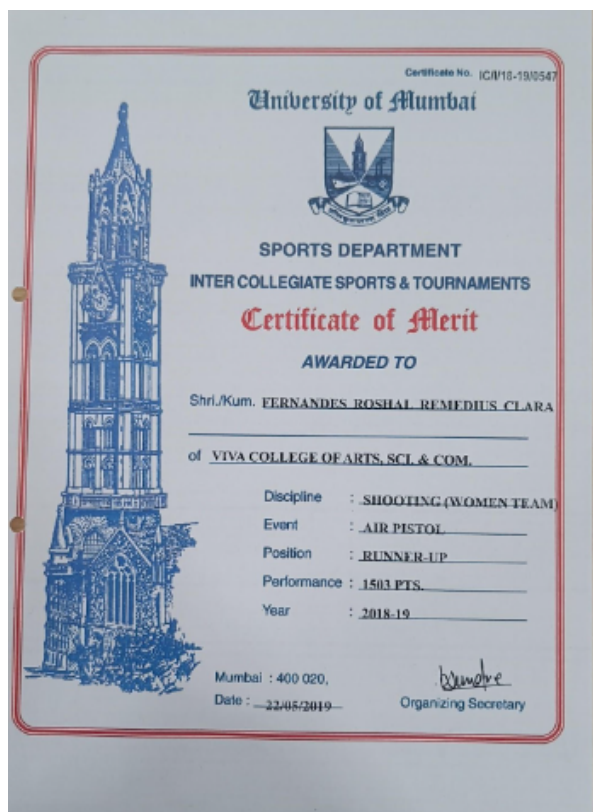 Certificate No. IC/I/18-19/0547
University of Mumbai
SPORTS DEPARTMENT
INTER COLLEGIATE SPORTS & TOURNAMENTS
Certificate of Merit
AWARDED TO
Shri./Kum. FERNANDES ROSHAL REMEDIUS CLARA
of VIVA COLLEGE OF ARTS, SCI. & COM.
Discipline : SHOOTING (WOMEN TEAM)
Event : AIR PISTOL
Position : RUNNER-UP
Performance : 1503 PTS.
Year : 2018-19
Mumbai : 400 020,
Date : 22/05/2019
Organizing Secretary